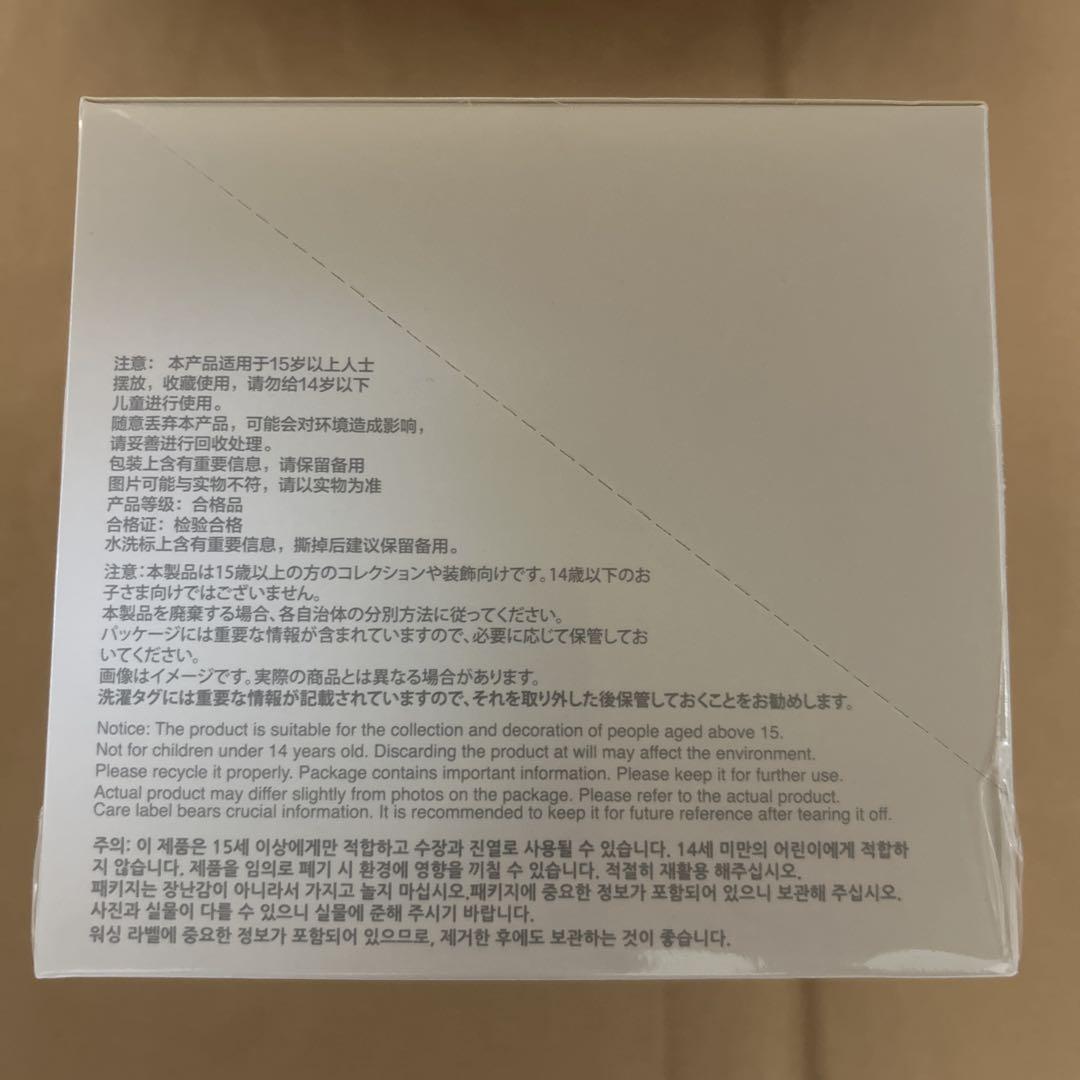 注意： 本产品适用于15岁以上人士
摆放，收藏使用，请勿给14岁以下
儿童进行使用。
随意丢弃本产品，可能会对环境造成影响，
请妥善进行回收处理。
包装上含有重要信息，请保留备用
图片可能与实物不符，请以实物为准
产品等级：合格品
合格证：检验合格
水洗标上含有重要信息，撕掉后建议保留备用。
注意:本製品は15歳以上の方のコレクションや装飾向けです。14歳以下のお
子さま向けではございません。
本製品を廃棄する場合、各自治体の分別方法に従ってください。
パッケージには重要な情報が含まれていますので、必要に応じて保管してお
いてください。
画像はイメージです。実際の商品とは異なる場合があります。
洗濯タグには重要な情報が記載されていますので、それを取り外した後保管しておくことをお勧めします。
Notice: The product is suitable for the collection and decoration of people aged above 15.
Not for children under 14 years old. Discarding the product at will may affect the environment.
Please recycle it properly. Package contains important information. Please keep it for further use.
Actual product may differ slightly from photos on the package. Please refer to the actual product.
Care label bears crucial information. It is recommended to keep it for future reference after tearing it off.
주의: 이 제품은 15세 이상에게만 적합하고 수장과 진열로 사용될 수 있습니다. 14세 미만의 어린이에게 적합하
지 않습니다. 제품을 임의로 폐기 시 환경에 영향을 끼칠 수 있습니다. 적절히 재활용 해주십시오.
패키지는 장난감이 아니라서 가지고 놀지 마십시오.패키지에 중요한 정보가 포함되어 있으니 보관해 주십시오.
사진과 실물이 다를 수 있으니 실물에 준해 주시기 바랍니다.
워싱 라벨에 중요한 정보가 포함되어 있으므로, 제거한 후에도 보관하는 것이 좋습니다.